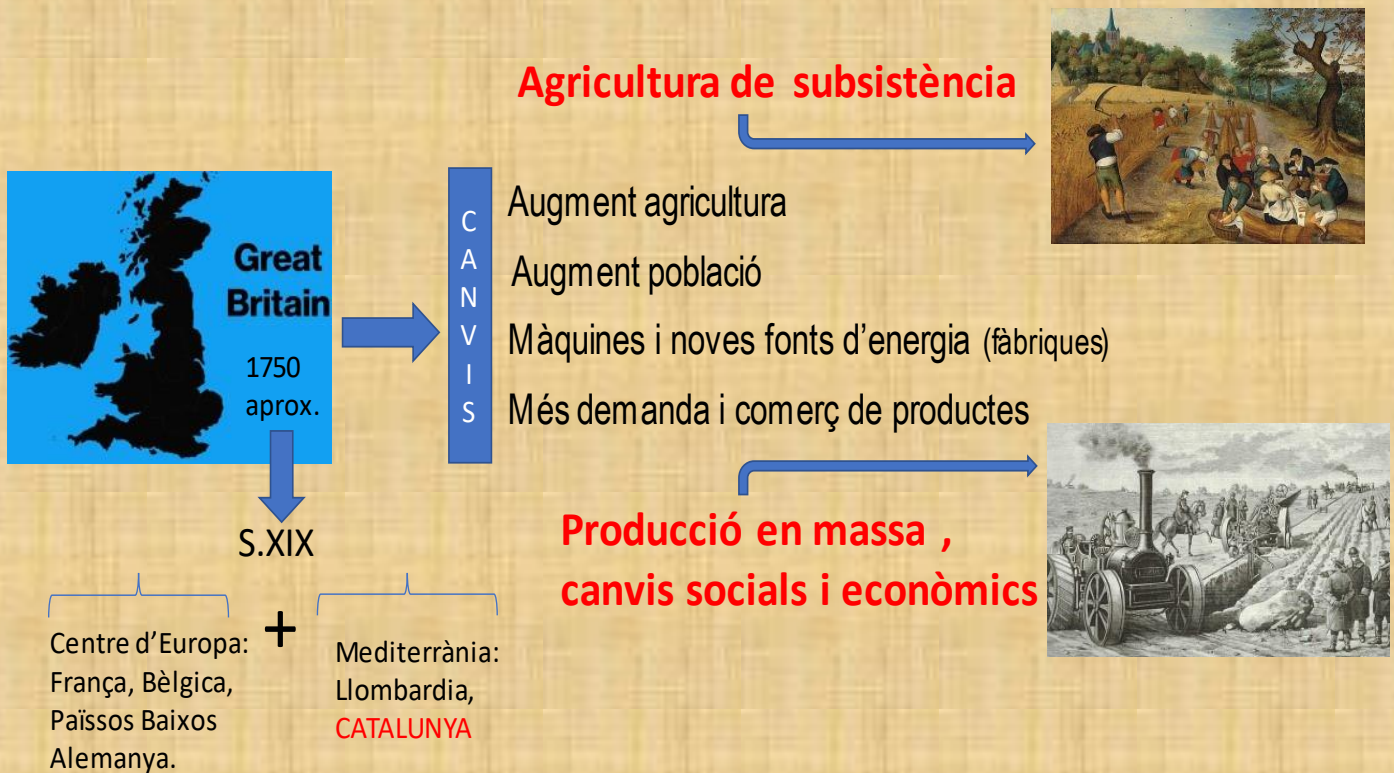 Agricultura de subsistència
Great
Britain
1750
aprox.
C
A
N
V
I
S
Augment agricultura
Augment població
Màquines i noves fonts d’energia (fàbriques)
Més demanda i comerç de productes
Producció en massa ,
canvis socials i econòmics
S.XIX
Centre d’Europa:
França, Bèlgica,
Païssos Baixos
Alemanya.
+
Mediterrània:
Llombardia,
CATALUNYA